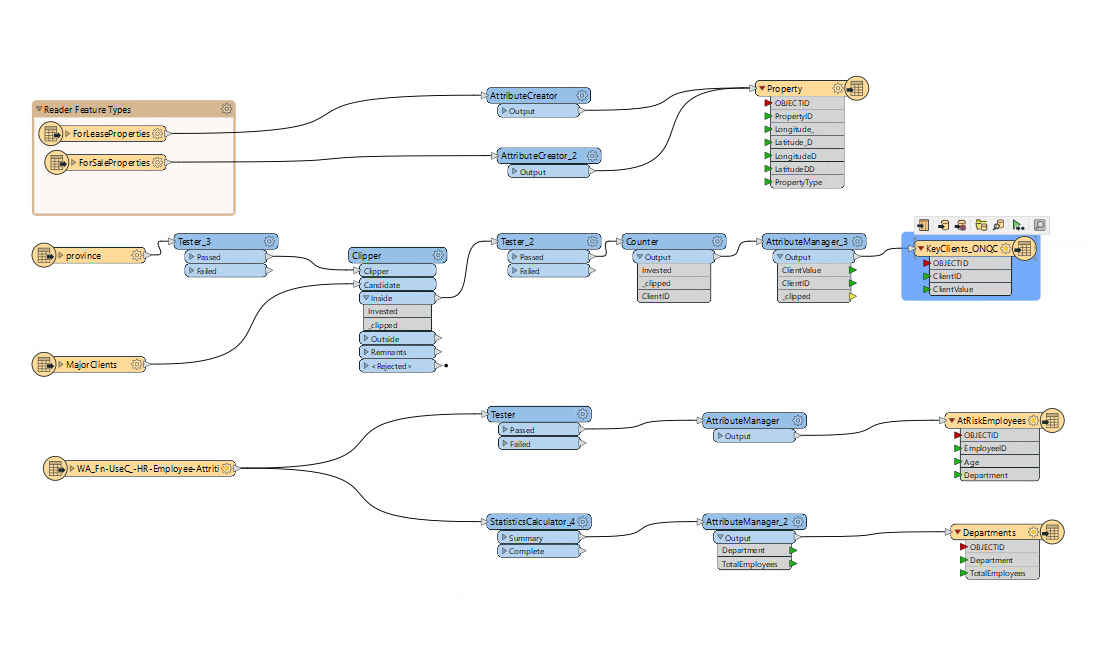 Reader Feature Types
ForLeaseProperties
ForSaleProperties
AttributeCreator
Output
AttributeCreator_2
Output
Property
OBJECTID
PropertyID
Longitude_
Latitude_D
LongitudeD
LatitudeDD
PropertyType
province
Tester_3
Passed
Failed
MajorClients
Clipper
Clipper
Candidate
Inside
Invested
_clipped
Outside
Remnants
<Rejected>
Tester_2
Passed
Failed
Counter
Output
Invested
_clipped
ClientID
AttributeManager_3
Output
ClientValue
ClientID
_clipped
KeyClients_ONQC
OBJECTID
ClientID
ClientValue
WA_Fn-UseC_-HR-Employee-Attriti
Tester
Passed
Failed
AttributeManager
Output
AtRiskEmployees
OBJECTID
EmployeeID
Age
Department
StatisticsCalculator_4
Summary
Complete
AttributeManager_2
Output
Department
TotalEmployees
Departments
OBJECTID
Department
TotalEmployees